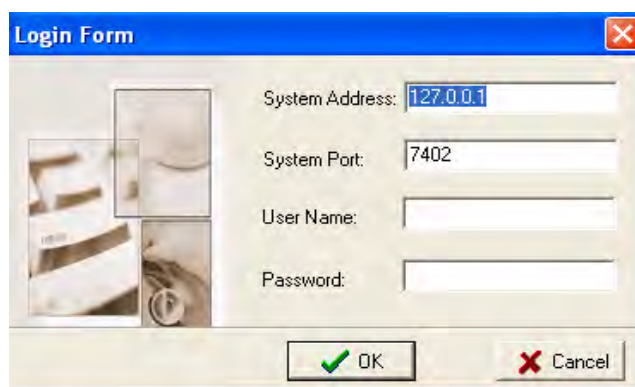 Login Form
System Address: 127.0.0.1
System Port: 7402
User Name:
Password:
OK Cancel